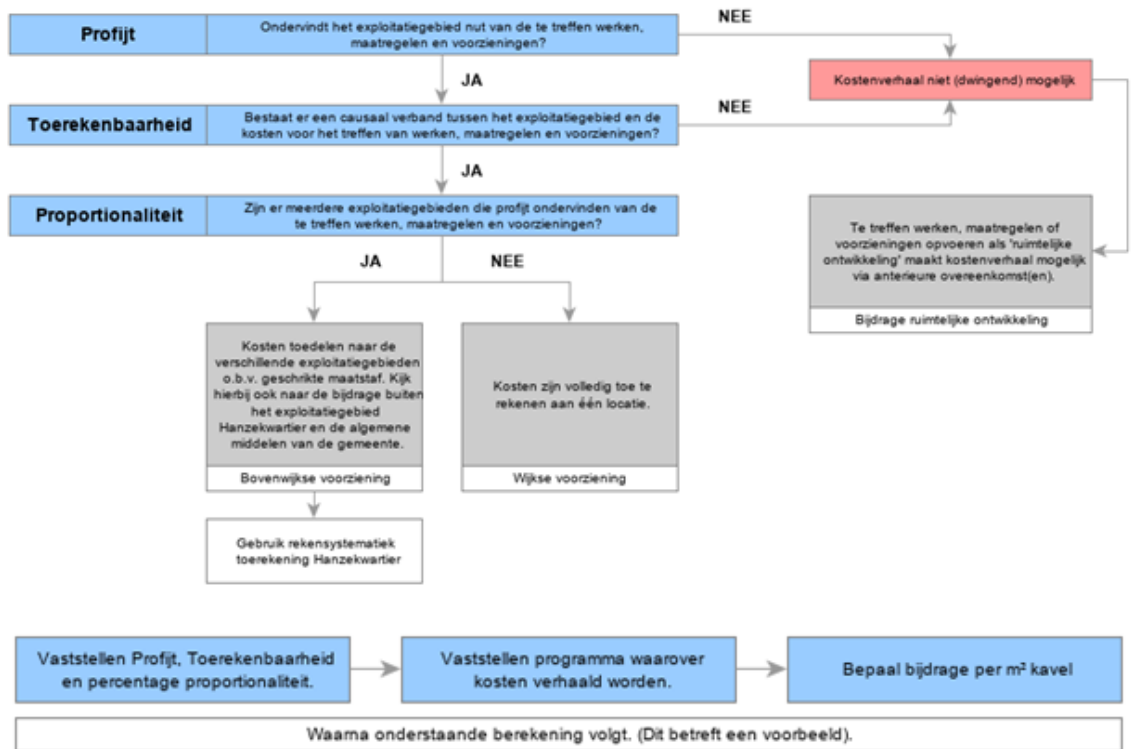 NEE
Profijt
Ondervindt het exploitatiegebied nut van de te treffen werken,
maatregelen en voorzieningen?
JA
Kostenverhaal niet (dwingend) mogelijk
NEE
Toerekenbaarheid
Bestaat er een causaal verband tussen het exploitatiegebied en de
kosten voor het treffen van werken, maatregelen en voorzieningen?
JA
Proportionaliteit
Zijn er meerdere exploitatiegebieden die profijt ondervinden van de
te treffen werken, maatregelen en voorzieningen?
Te treffen werken, maatregelen of
voorzieningen opvoeren als 'ruimtelijke
ontwikkeling' maakt kostenverhaal mogelijk
via anterieure overeenkomst(en).
Bijdrage ruimtelijke ontwikkeling
JA
NEE
Kosten toedelen naar de
verschillende exploitatiegebieden
o.b.v. geschrikte maatstaf. Kijk
hierbij ook naar de bijdrage buiten
het exploitatiegebied
Hanzekwartier en de algemene
middelen van de gemeente.
Bovenwijkse voorziening
Kosten zijn volledig toe te
rekenen aan één locatie.
Wijkse voorziening
Gebruik rekensystematiek
toerekening Hanzekwartier
Vaststellen Profijt, Toerekenbaarheid
en percentage proportionaliteit.
Vaststellen programma waarover
kosten verhaald worden.
Bepaal bijdrage per m² kavel
Waarna onderstaande berekening volgt. (Dit betreft een voorbeeld).